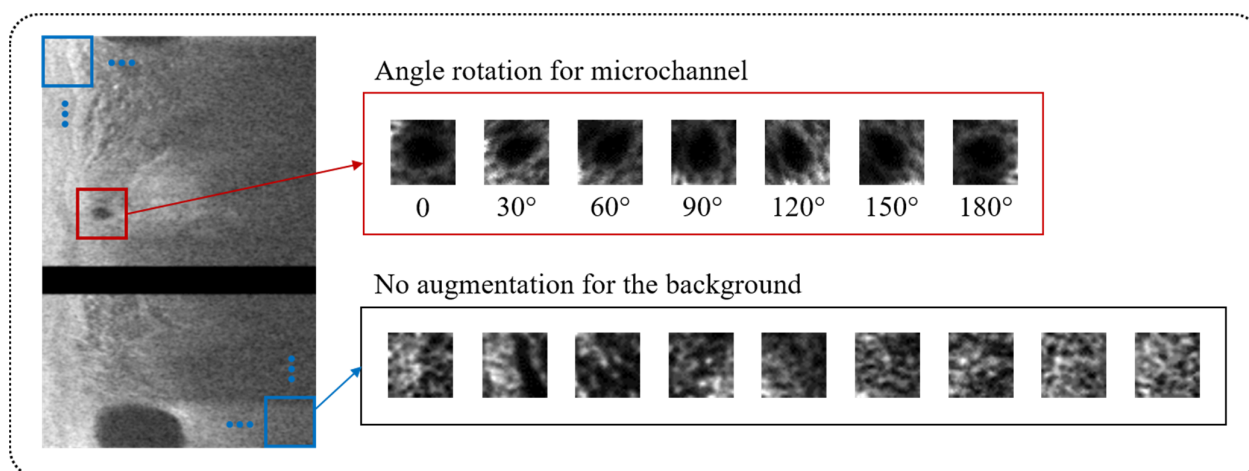 Angle rotation for microchannel
0 30° 60° 90° 120° 150° 180°
No augmentation for the background